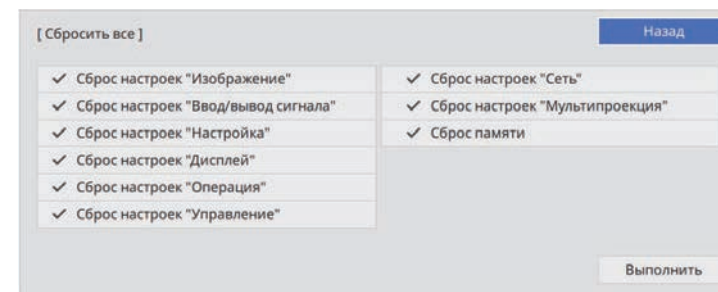 [ Сбросить все ]
Назад
Сброс настроек "Изображение"
Сброс настроек "Ввод/вывод сигнала"
Сброс настроек "Настройка"
Сброс настроек "Дисплей"
Сброс настроек "Операция"
Сброс настроек "Управление"
Сброс настроек "Сеть"
Сброс настроек "Мультипроекция"
Сброс памяти
Выполнить